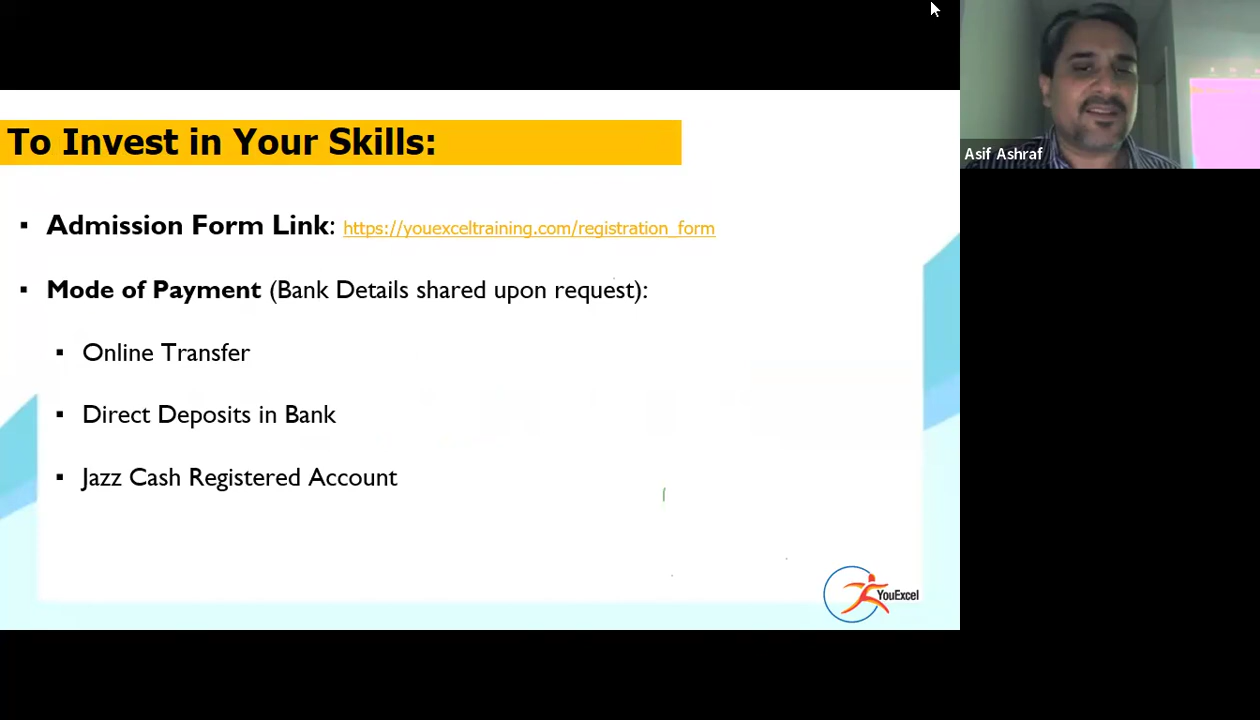 To Invest in Your Skills:
Admission Form Link: https://youexceltraining.com/registration_form
Mode of Payment (Bank Details shared upon request):
Online Transfer
Direct Deposits in Bank
Jazz Cash Registered Account
YouExcel
Asif Ashraf